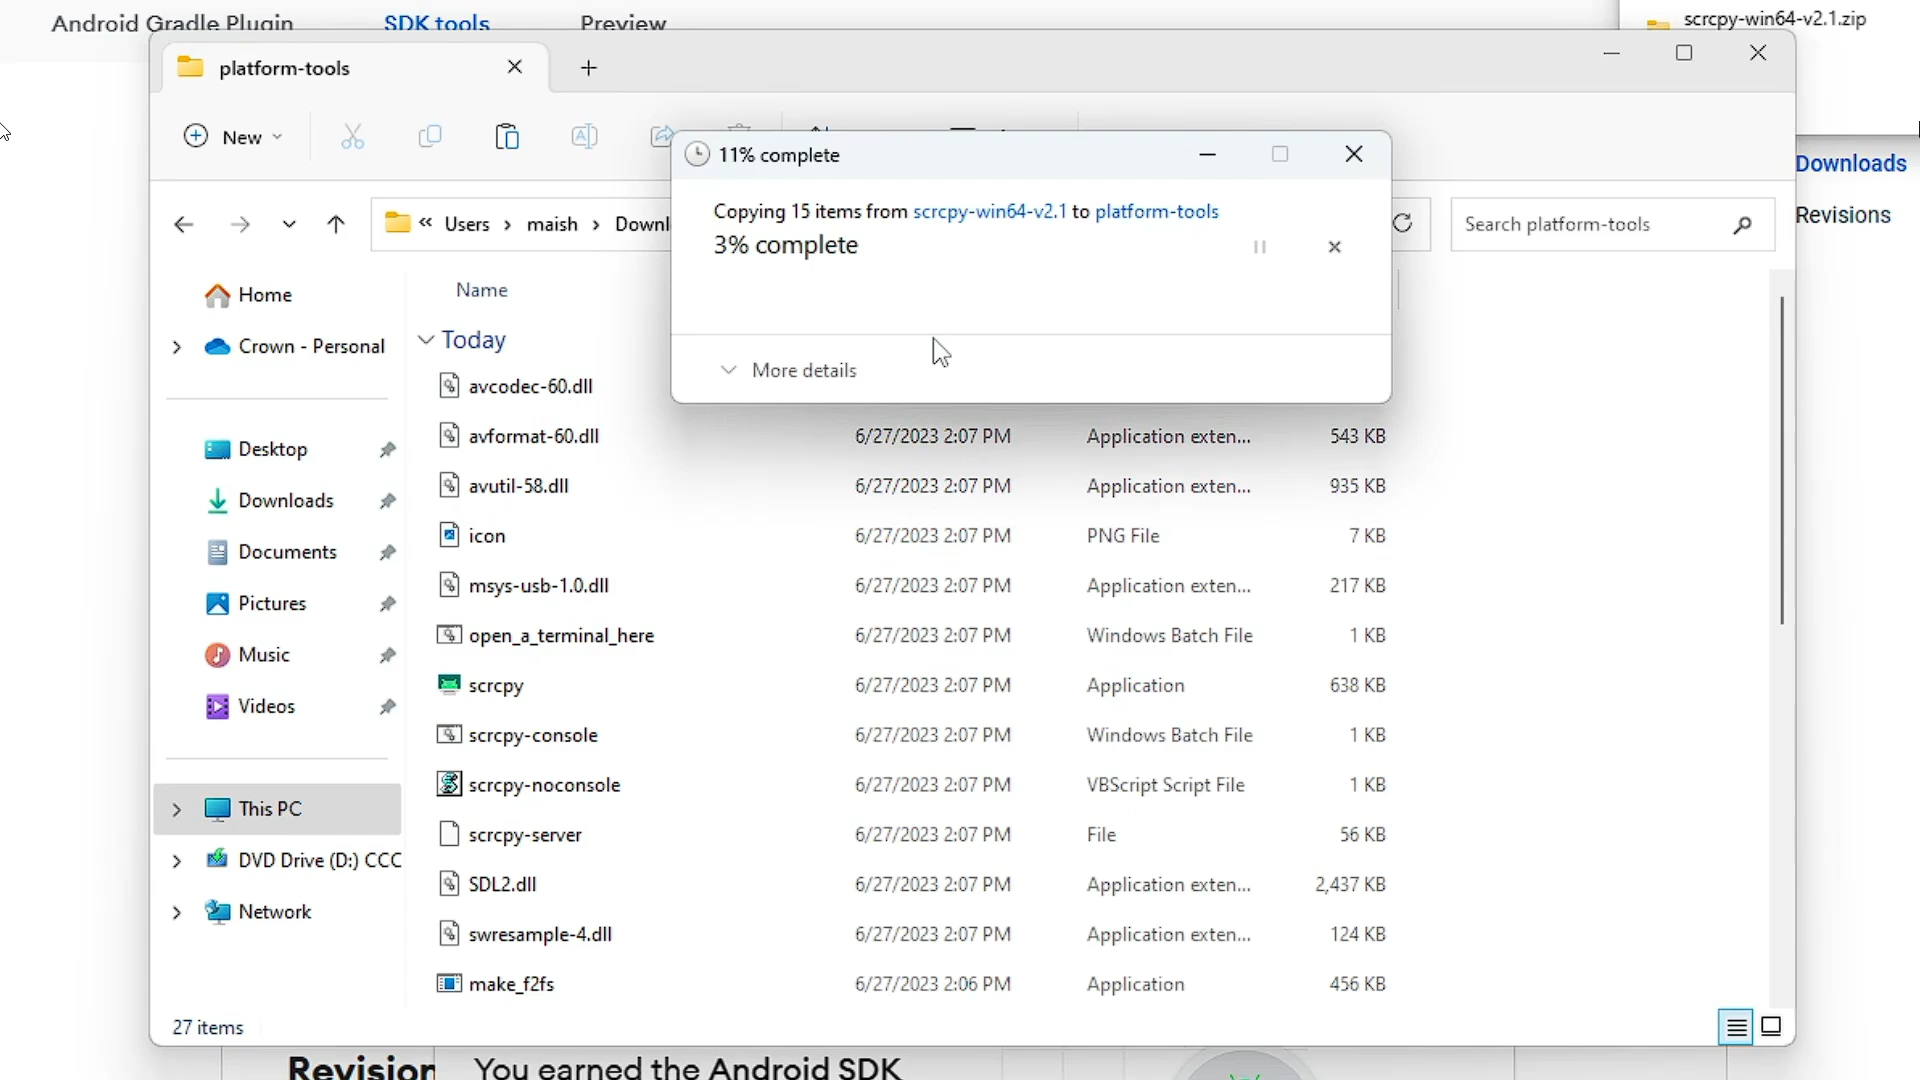 Android Gradle Plugin SDK tools Preview
scrcpy-win64-v2.1.zip
platform-tools
New
11% complete
Downloads
Copying 15 items from scrcpy-win64-v2.1 to platform-tools
Revisions
« Users > maish > Downl
Search platform-tools
3% complete
Name
Home
Crown - Personal
Today
More details
avcodec-60.dll
avformat-60.dll 6/27/2023 2:07 PM Application exten... 543 KB
Desktop
avutil-58.dll 6/27/2023 2:07 PM Application exten... 935 KB
Downloads
icon 6/27/2023 2:07 PM PNG File 7 KB
Documents
msys-usb-1.0.dll 6/27/2023 2:07 PM Application exten... 217 KB
Pictures
open_a_terminal_here 6/27/2023 2:07 PM Windows Batch File 1 KB
Music
scrcpy 6/27/2023 2:07 PM Application 638 KB
Videos
scrcpy-console 6/27/2023 2:07 PM Windows Batch File 1 KB
scrcpy-noconsole 6/27/2023 2:07 PM VBScript Script File 1 KB
This PC
scrcpy-server 6/27/2023 2:07 PM File 56 KB
DVD Drive (D:) CCC
SDL2.dll 6/27/2023 2:07 PM Application exten... 2,437 KB
Network
swresample-4.dll 6/27/2023 2:07 PM Application exten... 124 KB
make_f2fs 6/27/2023 2:06 PM Application 456 KB
27 items
Revision
You earned the Android SDK